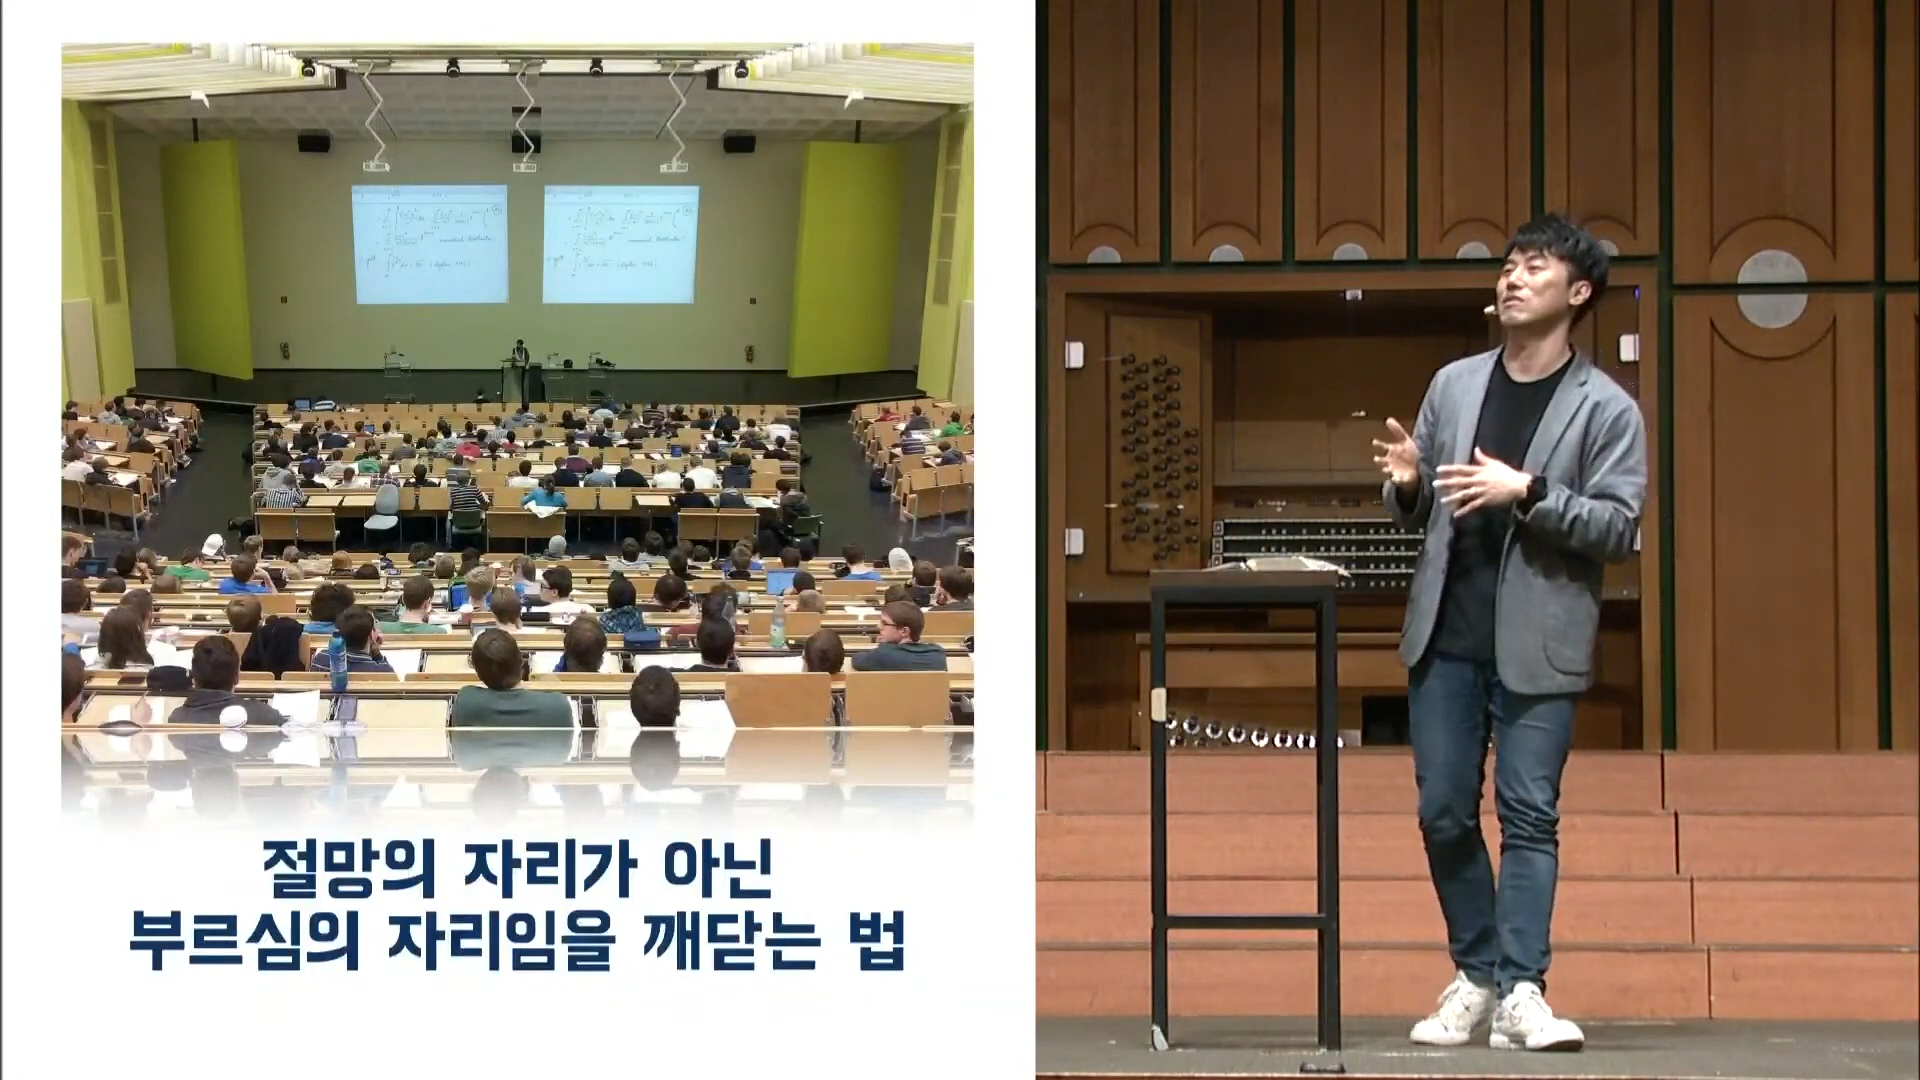 절망의 자리가 아닌
부르심의 자리임을 깨닫는 법